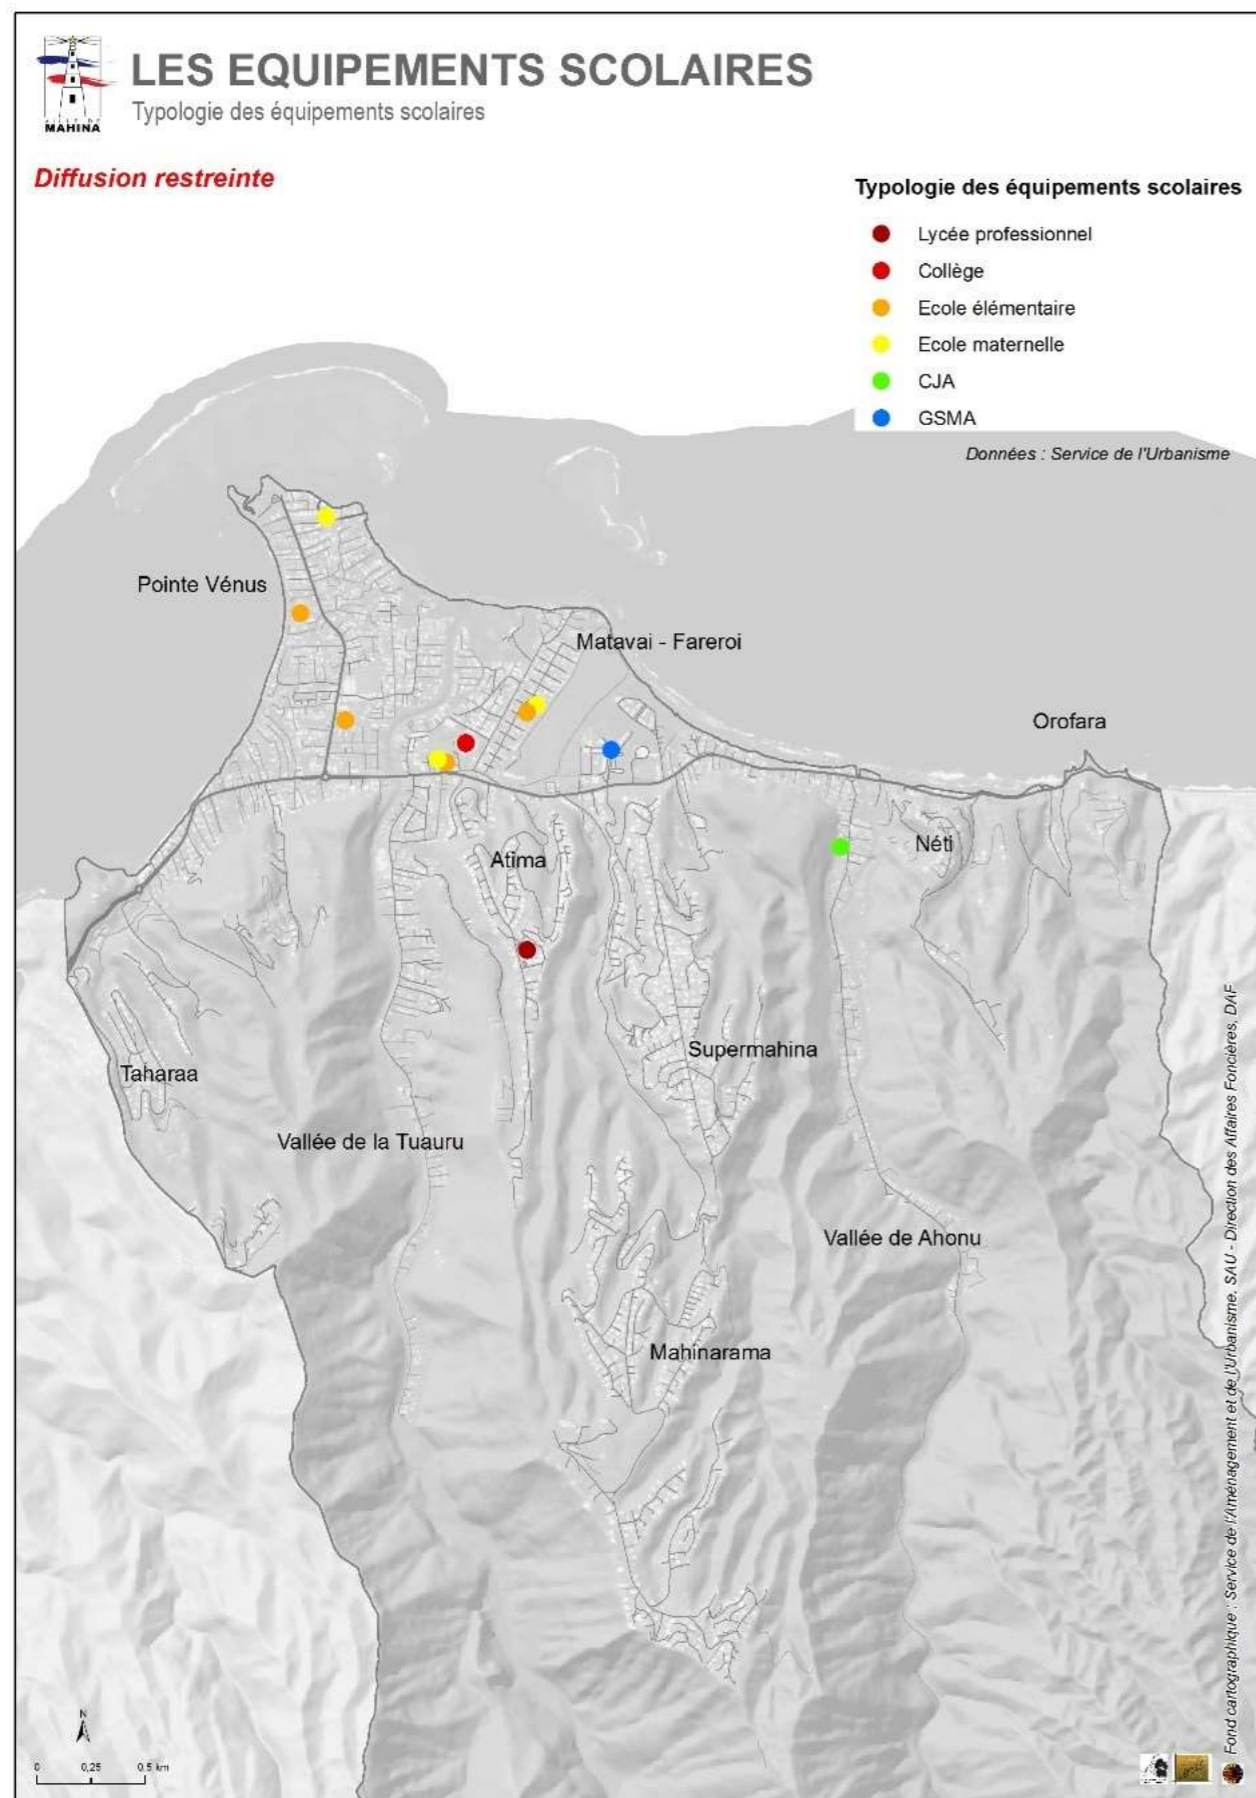 LES EQUIPEMENTS SCOLAIRES
Typologie des équipements scolaires
VILLE DE
MAHINA
Diffusion restreinte
Typologie des équipements scolaires
Lycée professionnel
Collège
Ecole élémentaire
Ecole maternelle
CJA
GSMA
Données : Service de l'Urbanisme
Pointe Vénus
Matavai - Fareroi
Orofara
Atima
Néti
Taharaa
Supermahina
Vallée de la Tuauru
Vallée de Ahonu
Mahinarama
N
0 0,25 0,5 km
Fond cartographique : Service de l'Aménagement et de l'Urbanisme, SAU - Direction des Affaires Foncières, DAF